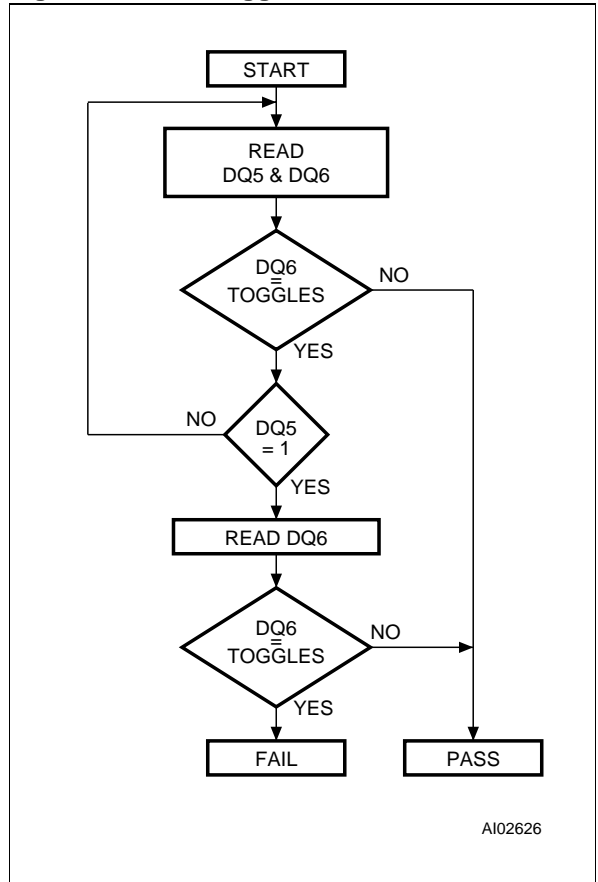 START
READ
DQ5 & DQ6
DQ6
=
TOGGLES
NO
YES
NO
DQ5
= 1
YES
READ DQ6
DQ6
=
TOGGLES
NO
YES
FAIL
PASS
AI02626